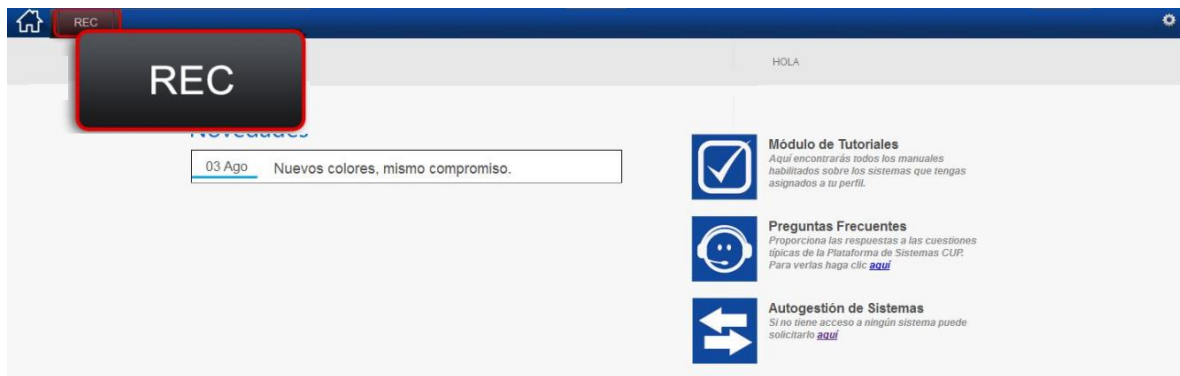 REC
HOLA
REC
Novedades
03 Ago Nuevos colores, mismo compromiso.
Módulo de Tutoriales
Aquí encontrarás todos los manuales
habilitados sobre los sistemas que tengas
asignados a tu perfil.
Preguntas Frecuentes
Proporciona las respuestas a las cuestiones
típicas de la Plataforma de Sistemas CUP.
Para verlas haga clic aquí
Autogestión de Sistemas
Si no tiene acceso a ningún sistema puede
solicitarlo aquí